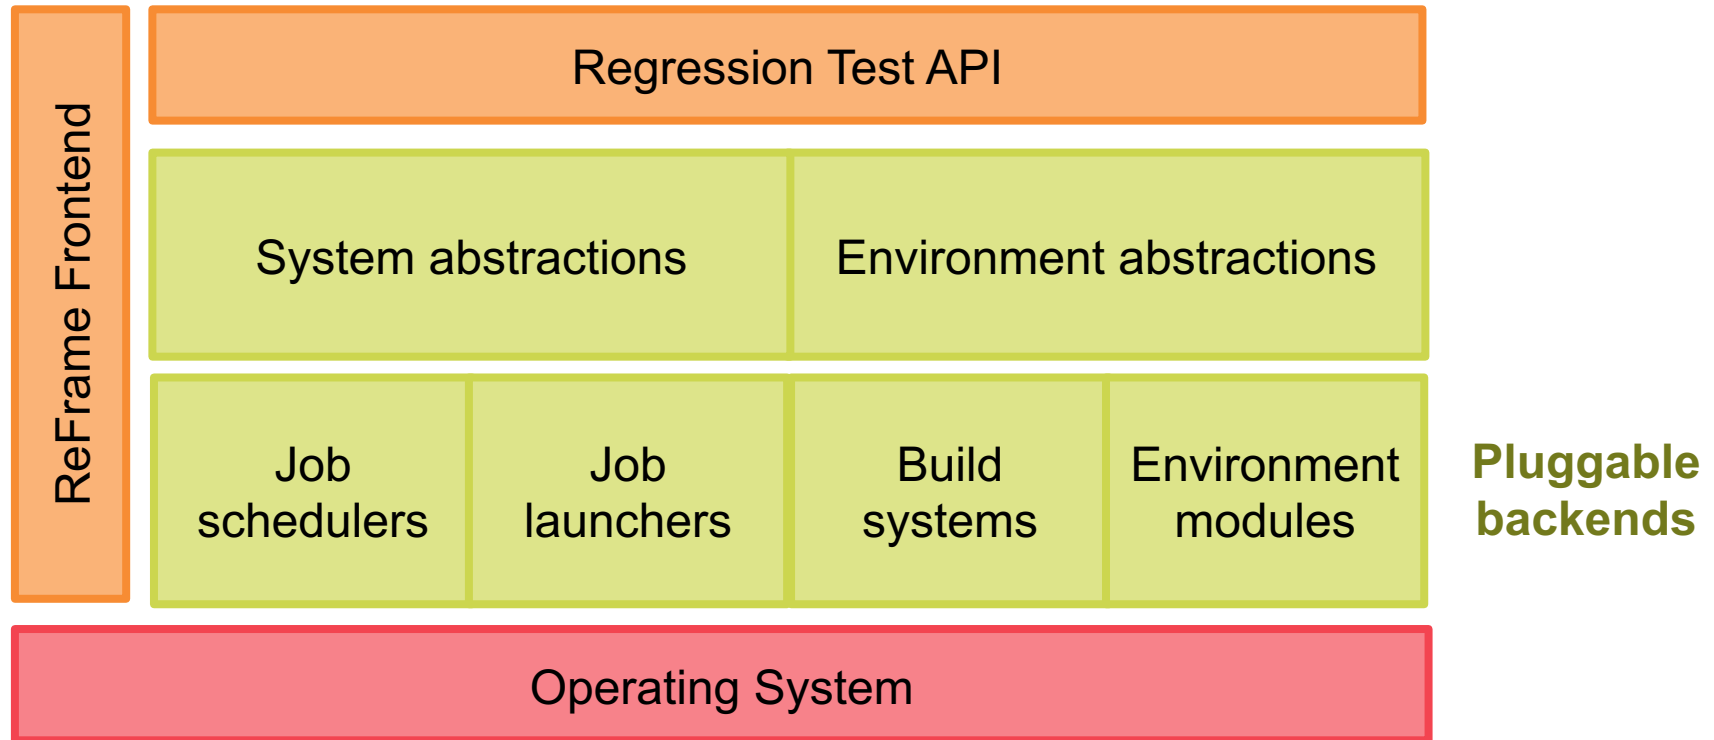 ReFrame Frontend
Regression Test API
System abstractions
Environment abstractions
Job
schedulers
Job
launchers
Build
systems
Environment
modules
Pluggable
backends
Operating System